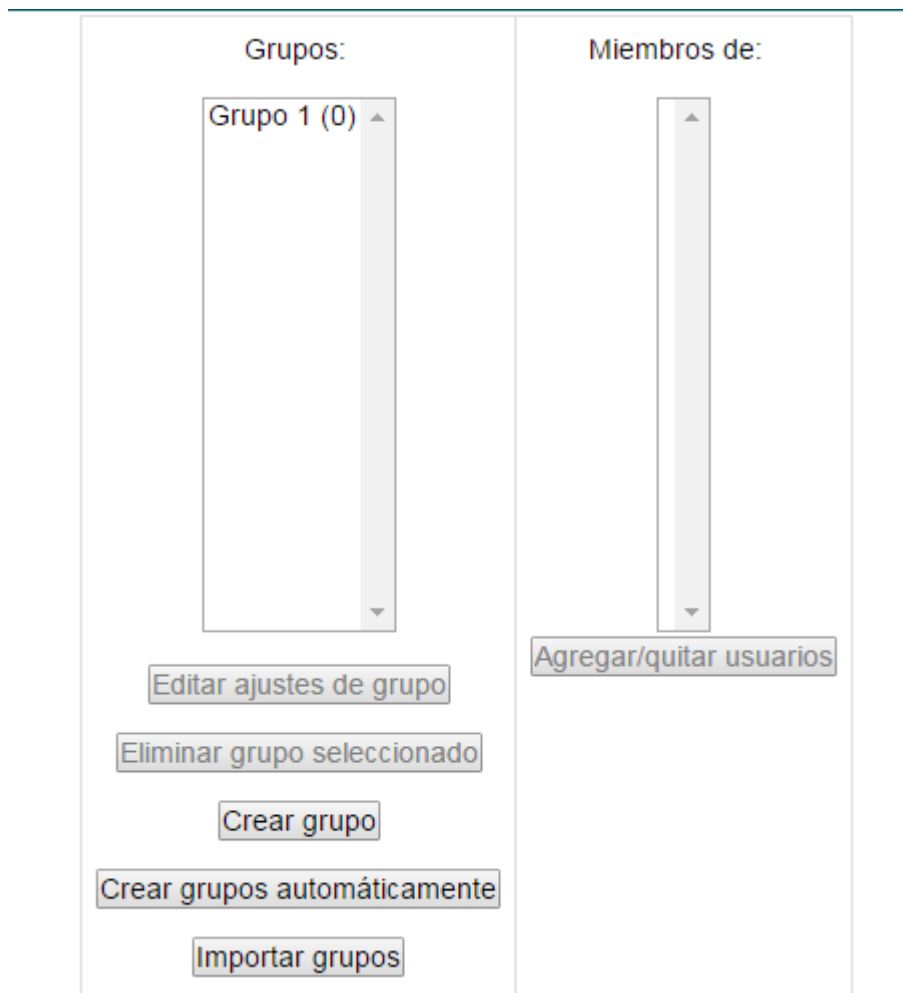 Grupos:
Grupo 1 (0)
Editar ajustes de grupo
Eliminar grupo seleccionado
Crear grupo
Crear grupos automáticamente
Importar grupos
Miembros de:
Agregar/quitar usuarios